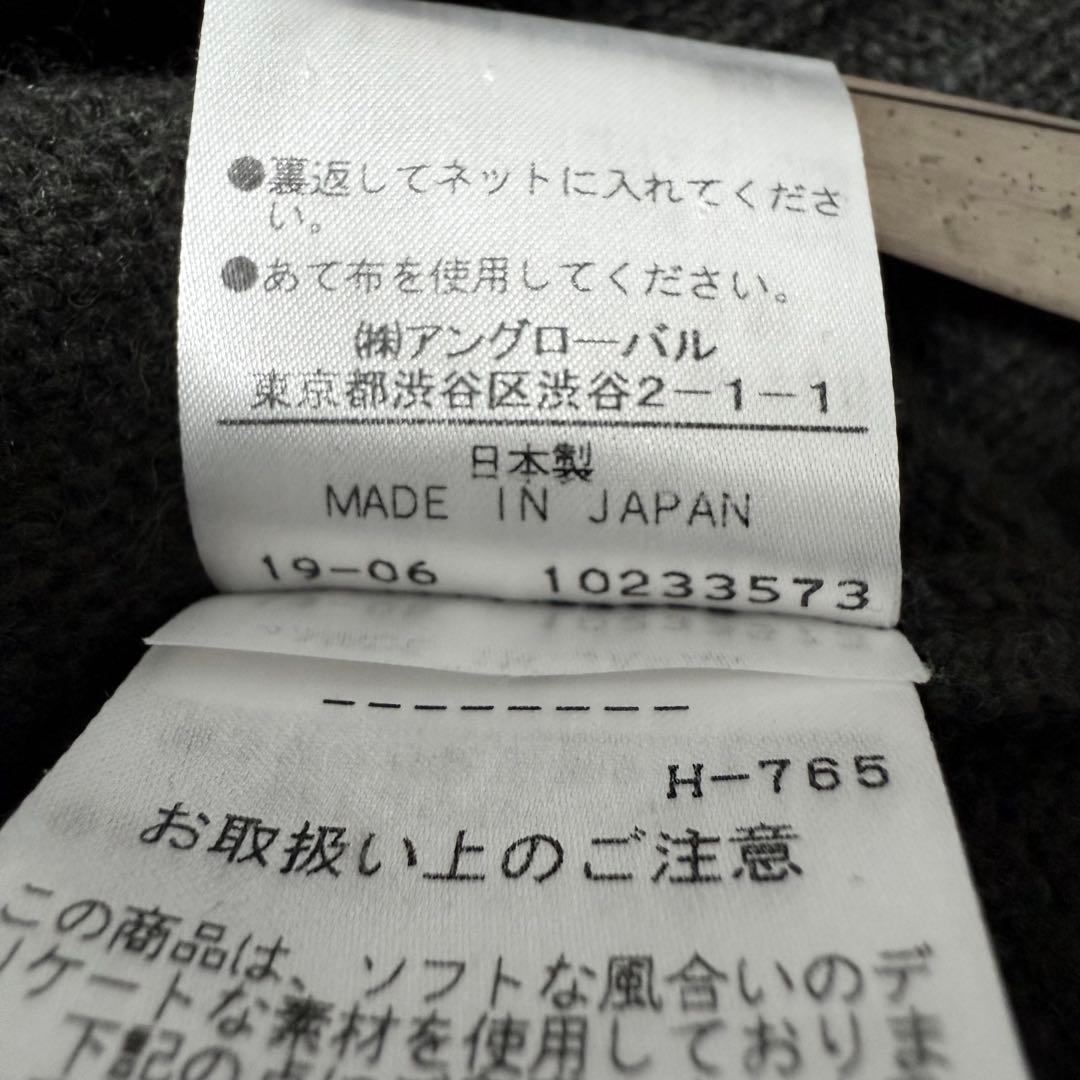 ●裏返してネットに入れてくださ
い。
●あて布を使用してください。
㈱アングローバル
東京都渋谷区渋谷2-1-1
日本製
MADE IN JAPAN
19-06 10233573
--------
H-765
お取扱い上のご注意
この商品は、ソフトな風合いのデ
リケートな素材を使用しておりま
下記の